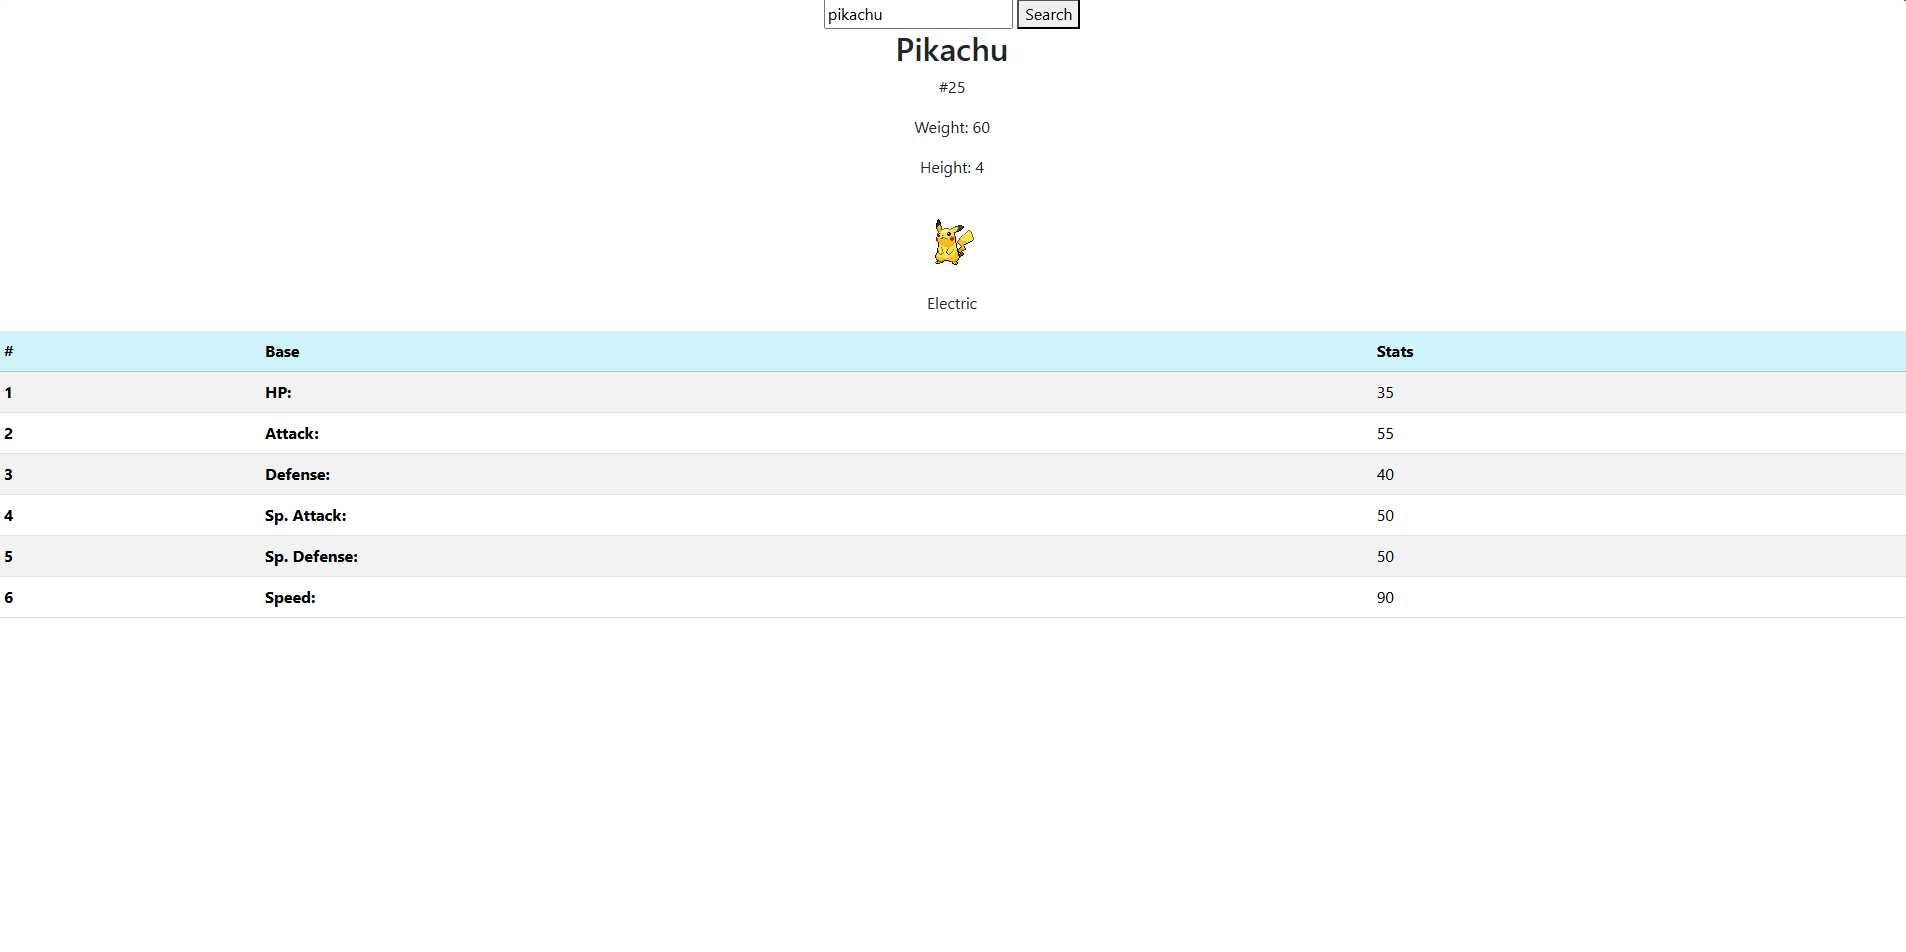 pikachu Search
Pikachu
#25
Weight: 60
Height: 4
Electric
# Base Stats
1 HP: 35
2 Attack: 55
3 Defense: 40
4 Sp. Attack: 50
5 Sp. Defense: 50
6 Speed: 90